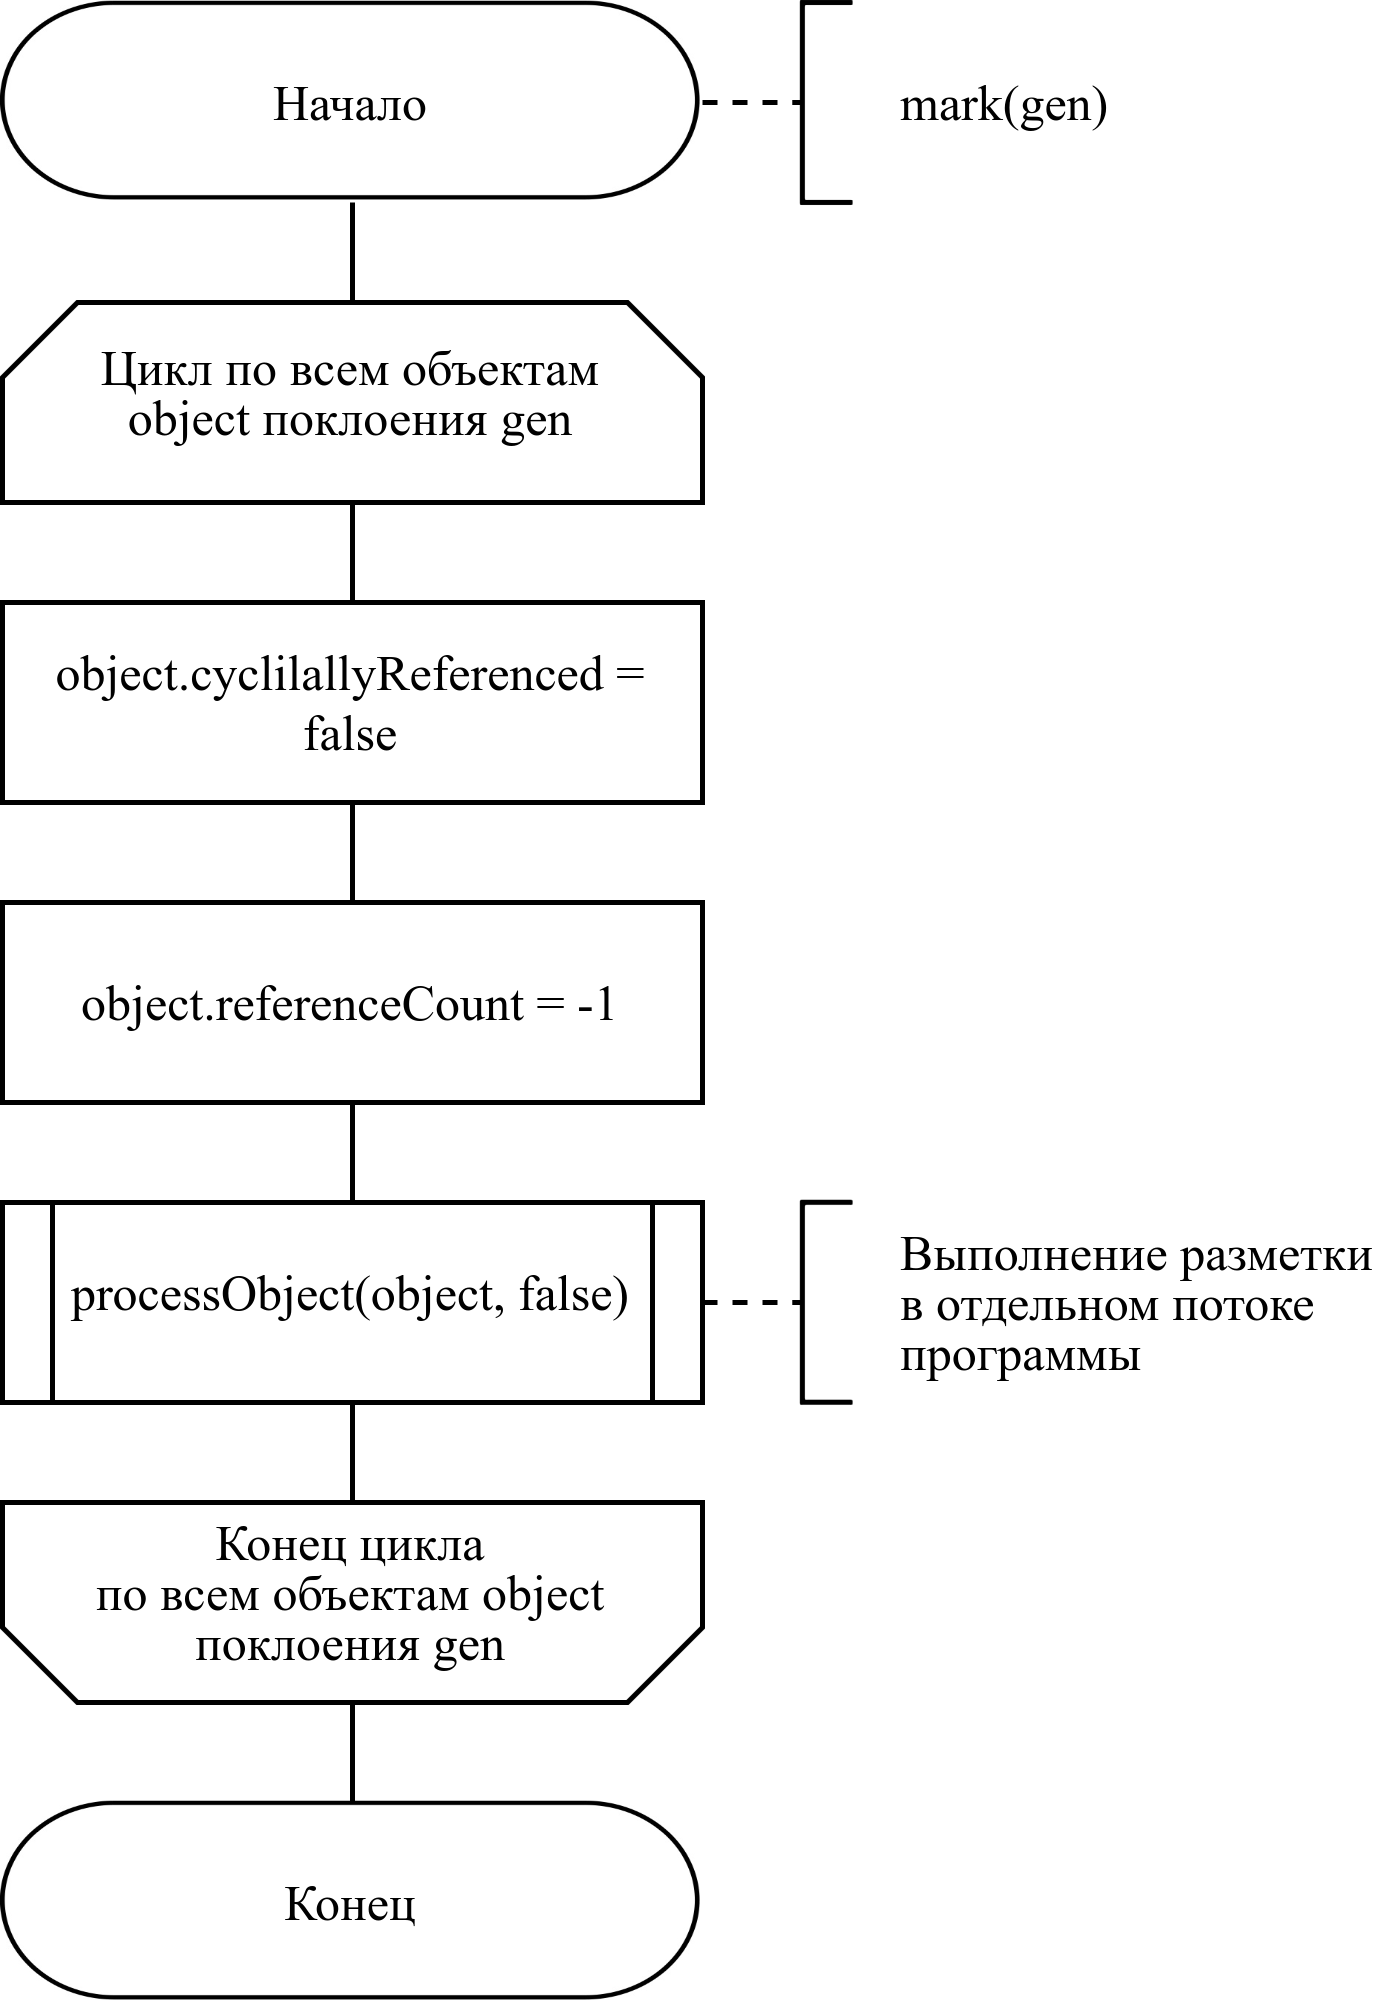 Начало
mark(gen)
Цикл по всем объектам
object поклоения gen
object.cyclilallyReferenced =
false
object.referenceCount = -1
processObject(object, false)
Выполнение разметки
в отдельном потоке
программы
Конец цикла
по всем объектам object
поклоения gen
Конец